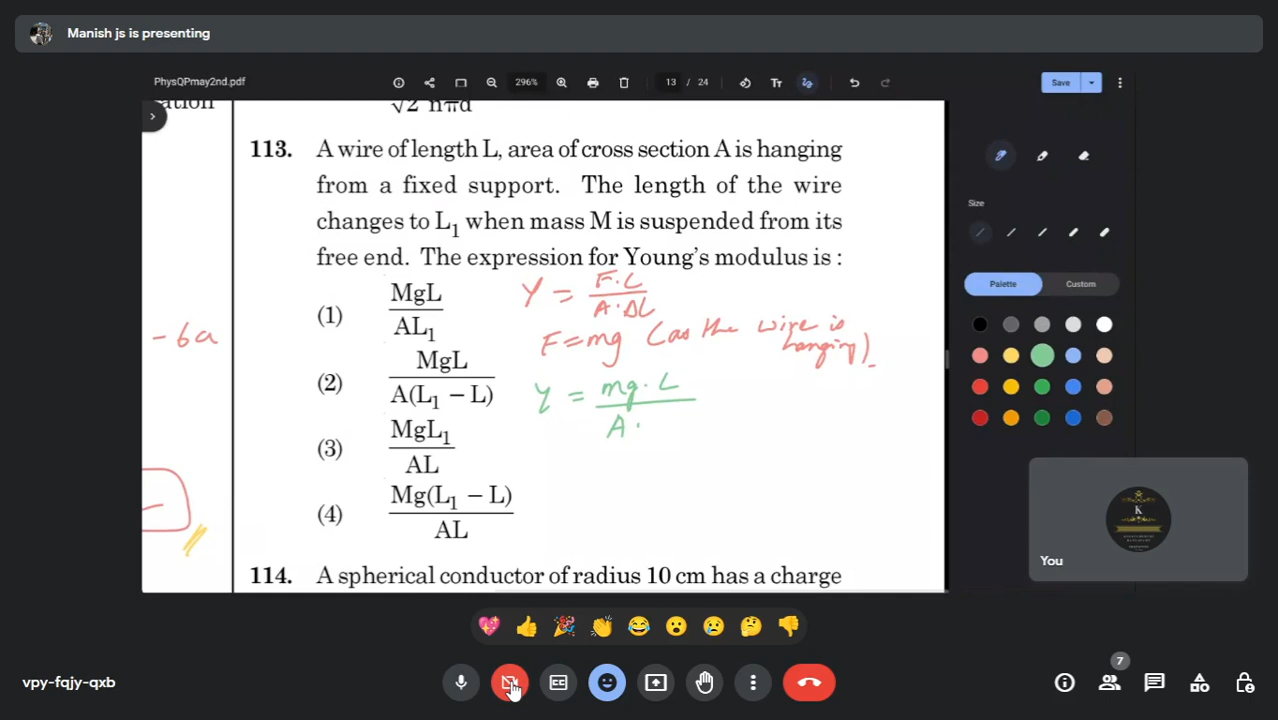 Manish js is presenting
PhysQPmay2nd.pdf
296%
13 / 24
Save
ation
√2 nπd
113. A wire of length L, area of cross section A is hanging
from a fixed support. The length of the wire
changes to L₁ when mass M is suspended from its
free end. The expression for Young's modulus is :
(1) MgL / AL₁
(2) MgL / A(L₁ − L)
(3) MgL₁ / AL
(4) Mg(L₁ − L) / AL
Y = F·L / A·ΔL
F = mg (as the wire is
hanging)
Y = mg·L / A·
- 6a
114. A spherical conductor of radius 10 cm has a charge
Size
Palette
Custom
K
You
vpy-fqjy-qxb
7